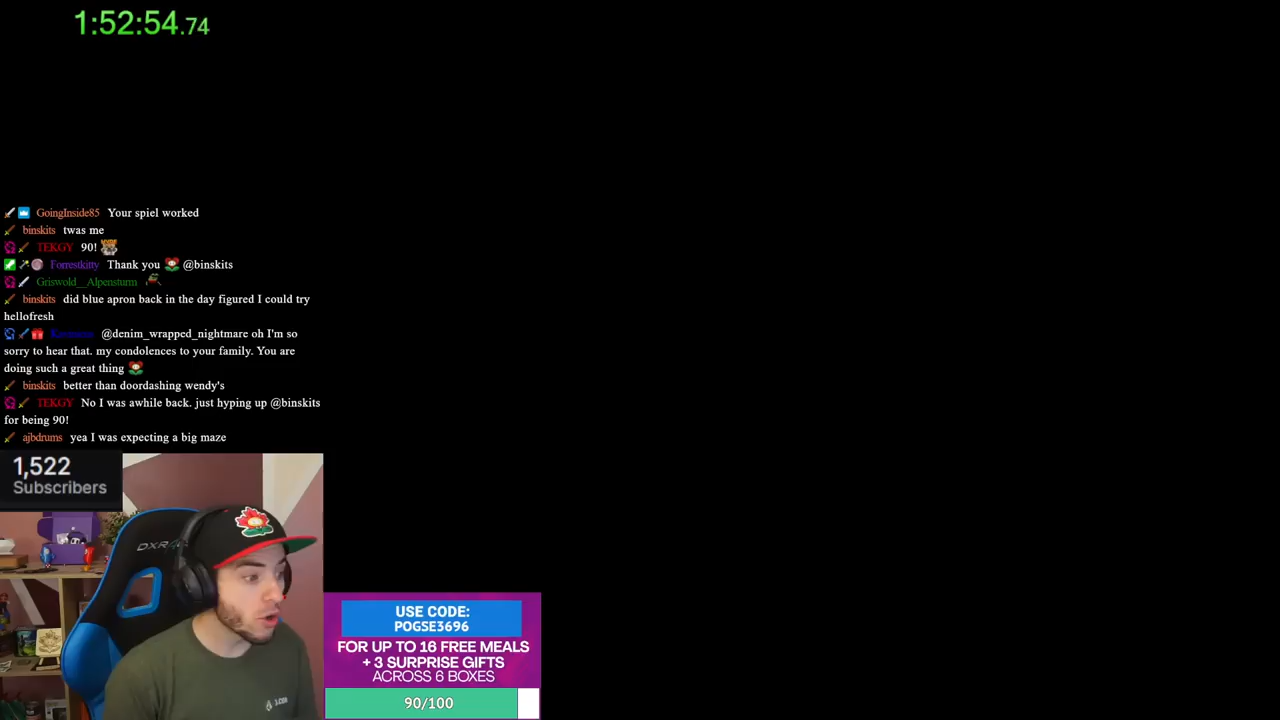 1:52:54.74
GoingInside85 Your spiel worked
binskits twas me
TEKGY 90!
Forrestkitty Thank you @binskits
Griswold__Alpensturm
binskits did blue apron back in the day figured I could try
hellofresh
@denim_wrapped_nightmare oh I'm so
sorry to hear that. my condolences to your family. You are
doing such a great thing
binskits better than doordashing wendy's
TEKGY No I was awhile back. just hyping up @binskits
for being 90!
ajbdrums yea I was expecting a big maze
1,522
Subscribers
USE CODE:
POGSE3696
FOR UP TO 16 FREE MEALS
+ 3 SURPRISE GIFTS
ACROSS 6 BOXES
90/100